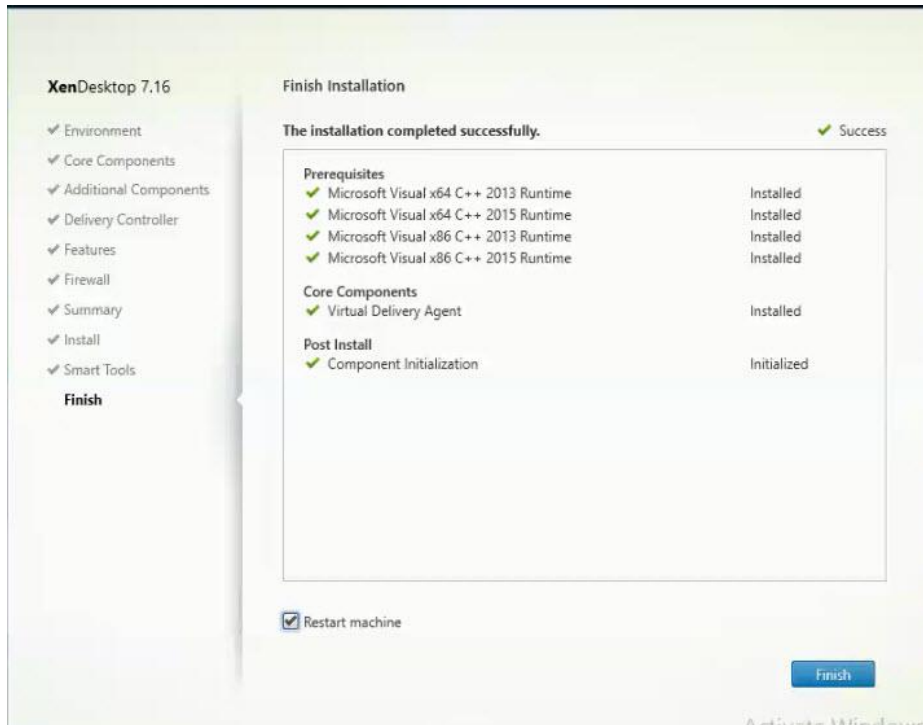 XenDesktop 7.16
Environment
Core Components
Additional Components
Delivery Controller
Features
Firewall
Summary
Install
Smart Tools
Finish
Finish Installation
The installation completed successfully. Success
Prerequisites
Microsoft Visual x64 C++ 2013 Runtime Installed
Microsoft Visual x64 C++ 2015 Runtime Installed
Microsoft Visual x86 C++ 2013 Runtime Installed
Microsoft Visual x86 C++ 2015 Runtime Installed
Core Components
Virtual Delivery Agent Installed
Post Install
Component Initialization Initialized
Restart machine
Finish
Activate Windows